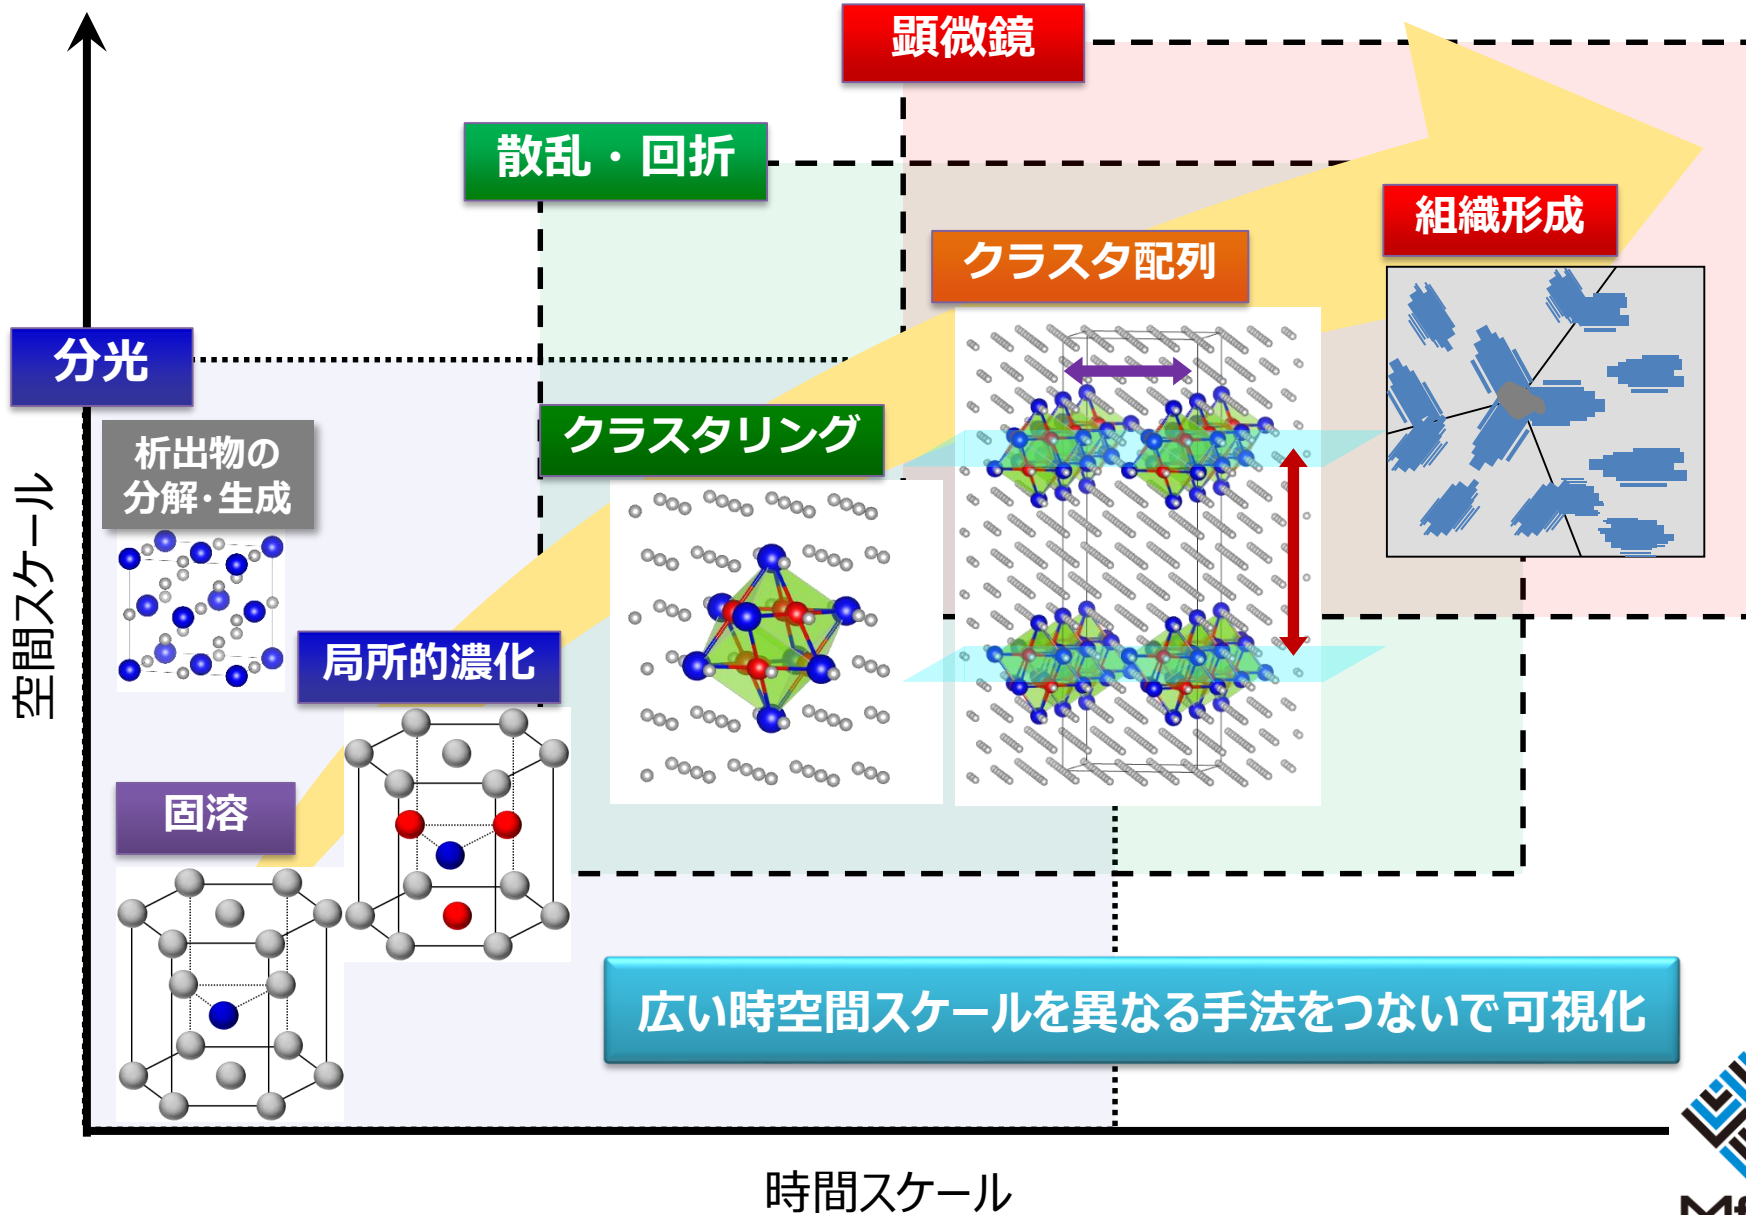 顕微鏡
散乱・回折
組織形成
クラスタ配列
分光
クラスタリング
析出物の
分解・生成
局所的濃化
固溶
空間スケール
広い時空間スケールを異なる手法をつないで可視化
時間スケール